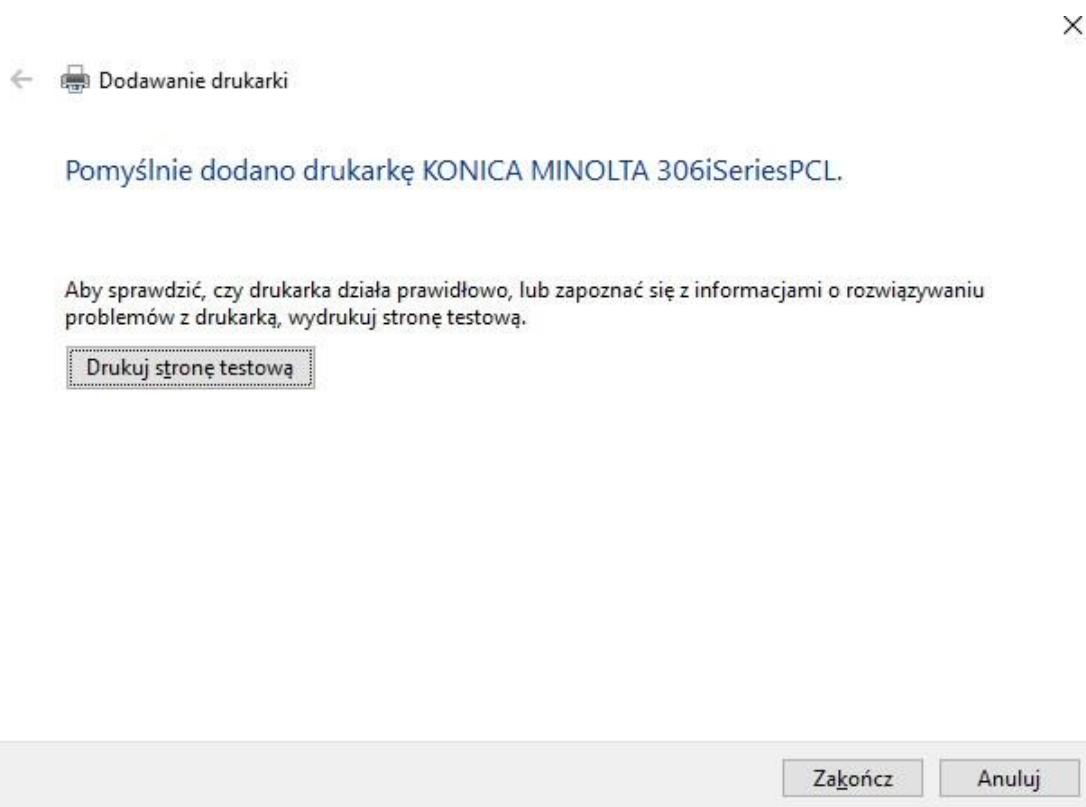 Dodawanie drukarki
Pomyślnie dodano drukarkę KONICA MINOLTA 306iSeriesPCL.
Aby sprawdzić, czy drukarka działa prawidłowo, lub zapoznać się z informacjami o rozwiązywaniu
problemów z drukarką, wydrukuj stronę testową.
Drukuj stronę testową
Zakończ Anuluj